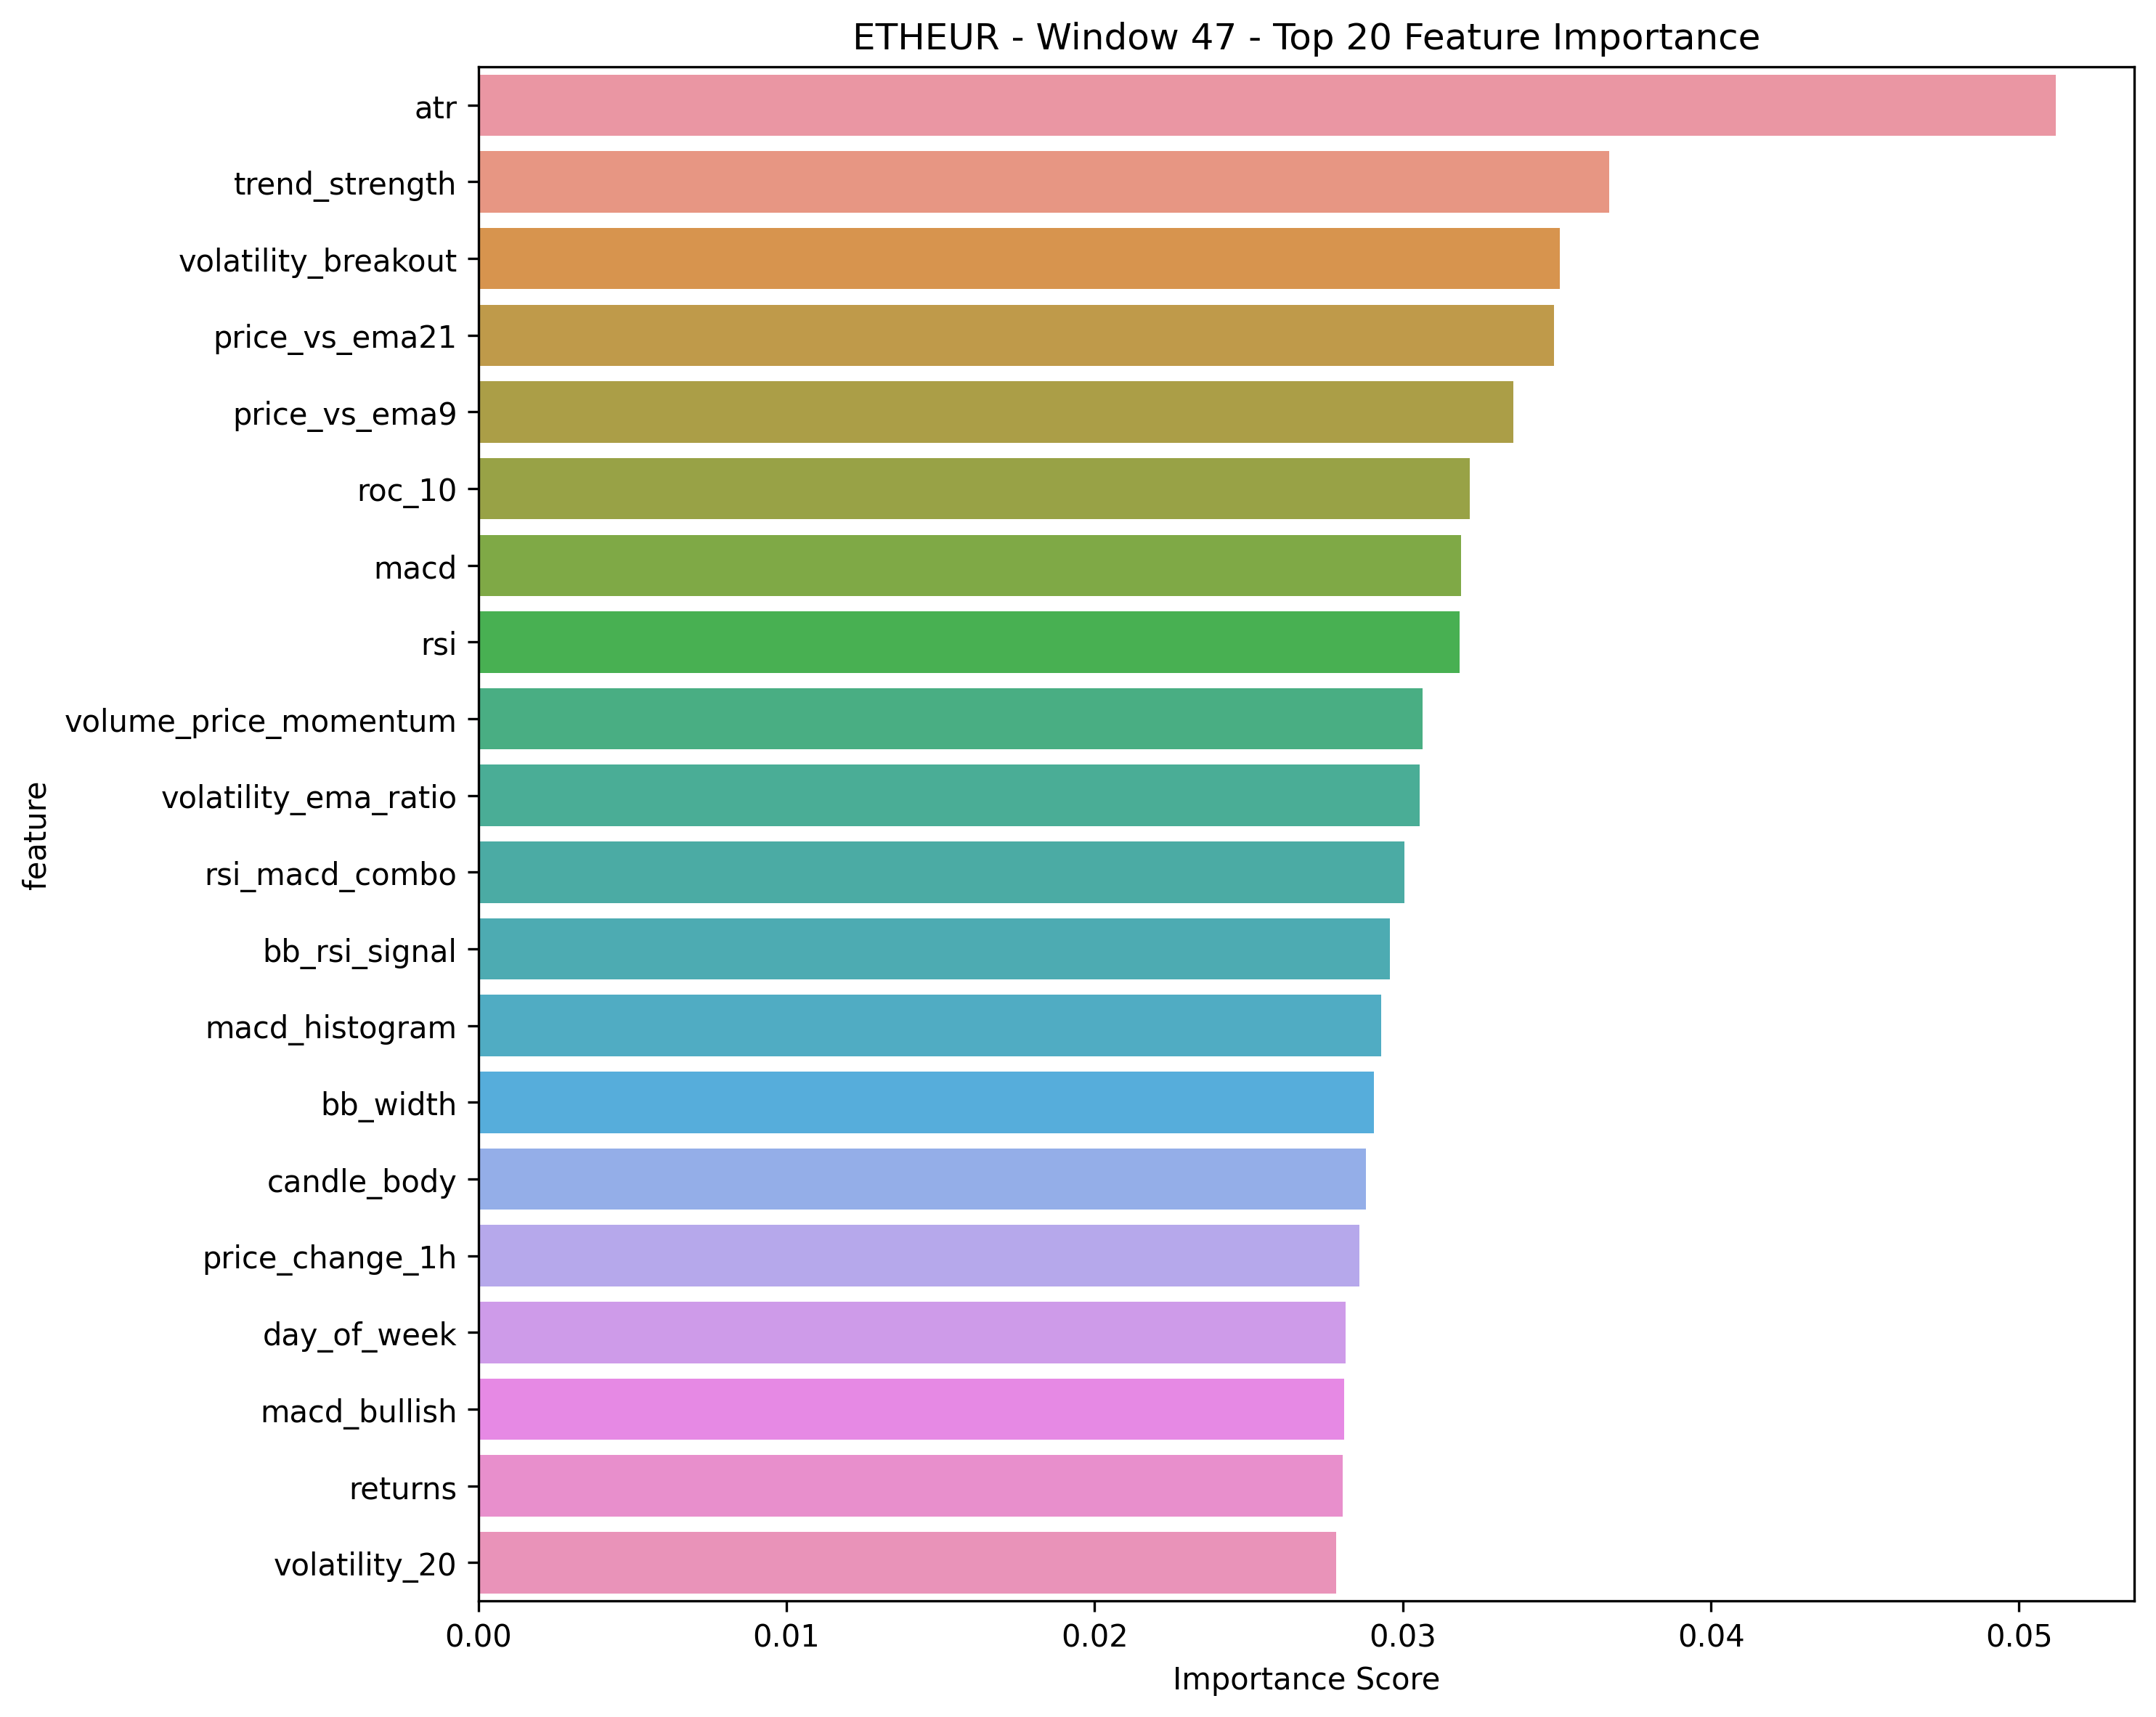 ETHEUR - Window 47 - Top 20 Feature Importance
feature
atr
trend_strength
volatility_breakout
price_vs_ema21
price_vs_ema9
roc_10
macd
rsi
volume_price_momentum
volatility_ema_ratio
rsi_macd_combo
bb_rsi_signal
macd_histogram
bb_width
candle_body
price_change_1h
day_of_week
macd_bullish
returns
volatility_20
0.00 0.01 0.02 0.03 0.04 0.05
Importance Score